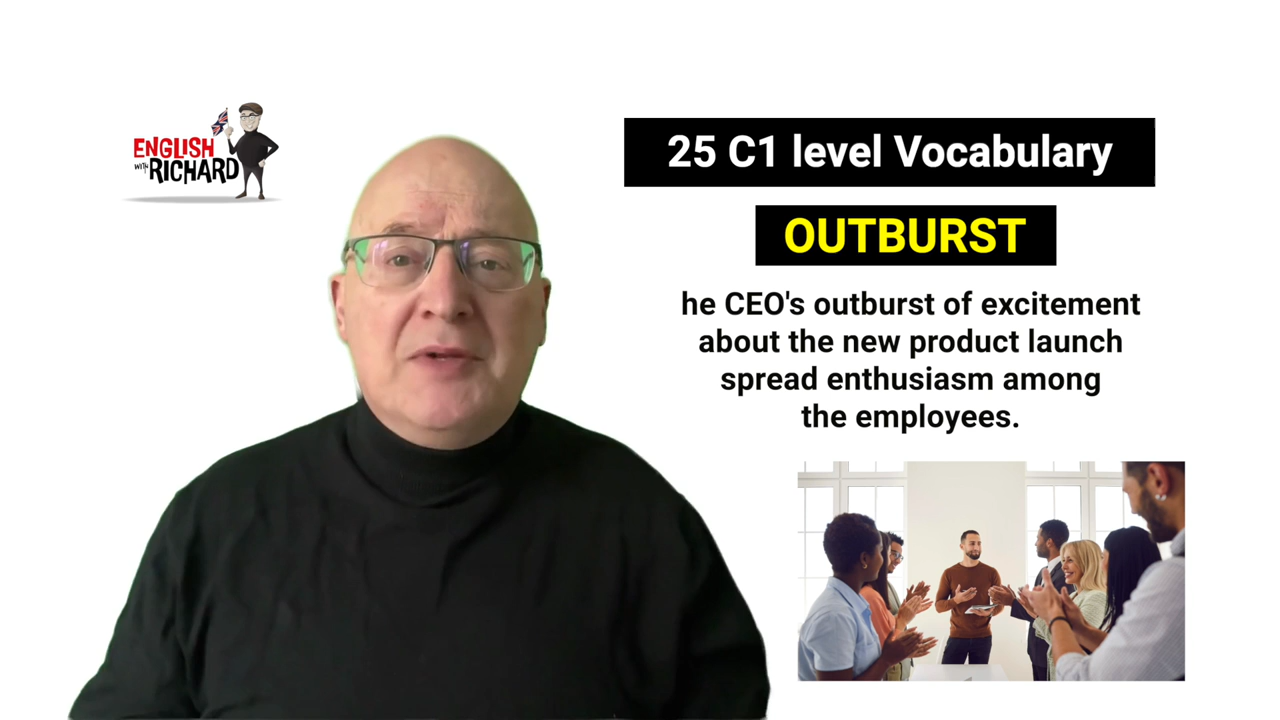 ENGLISH
WITH RICHARD
25 C1 level Vocabulary
OUTBURST
he CEO's outburst of excitement
about the new product launch
spread enthusiasm among
the employees.